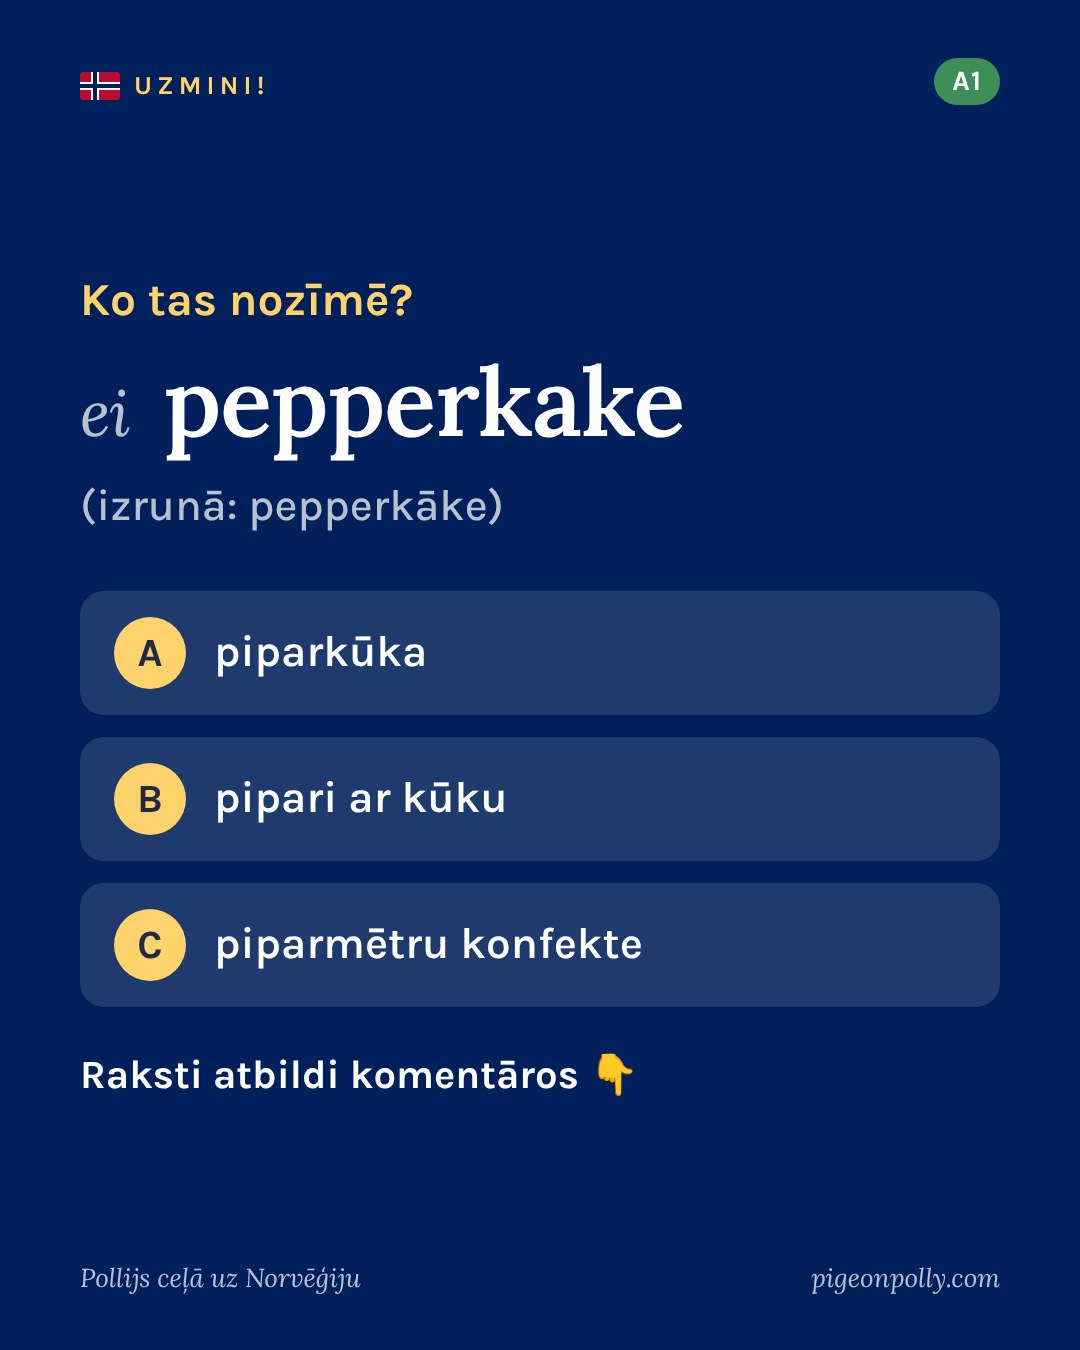 UZMINI!
A1
Ko tas nozīmē?
ei pepperkake
(izrunā: pepperkāke)
A piparkūka
B pipari ar kūku
C piparmētru konfekte
Raksti atbildi komentāros 👇
Pollijs ceļā uz Norvēģiju
pigeonpolly.com